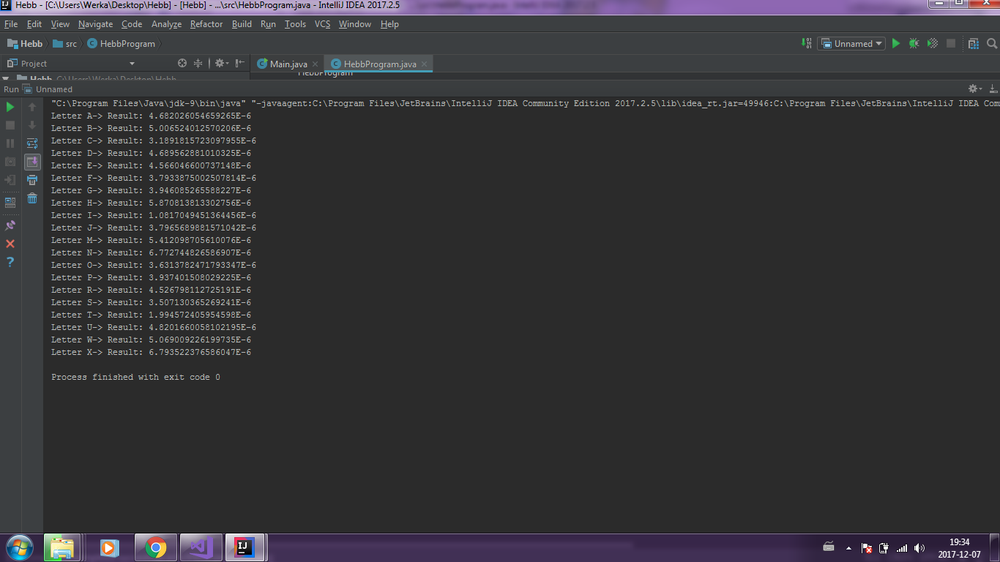 Hebb - [C:\Users\Werka\Desktop\Hebb] - [Hebb] - ...\src\HebbProgram.java - IntelliJ IDEA 2017.2.5
File Edit View Navigate Code Analyze Refactor Build Run Tools VCS Window Help
Hebb src HebbProgram Unnamed
Project Main.java HebbProgram.java
Hebb C:\Users\Werka\Desktop\Hebb HebbProgram
Run Unnamed
"C:\Program Files\Java\jdk-9\bin\java" "-javaagent:C:\Program Files\JetBrains\IntelliJ IDEA Community Edition 2017.2.5\lib\idea_rt.jar=49946:C:\Program Files\JetBrains\IntelliJ IDEA Com
Letter A-> Result: 4.682026054659265E-6
Letter B-> Result: 5.006524012570206E-6
Letter C-> Result: 3.1891815723097955E-6
Letter D-> Result: 4.689562881010325E-6
Letter E-> Result: 4.566046600737148E-6
Letter F-> Result: 3.7933875002507814E-6
Letter G-> Result: 3.946085265588227E-6
Letter H-> Result: 5.870813813302756E-6
Letter I-> Result: 1.0817049451364456E-6
Letter J-> Result: 3.7965689881571042E-6
Letter M-> Result: 5.412098705610076E-6
Letter N-> Result: 6.772744826586907E-6
Letter O-> Result: 3.6313782471793347E-6
Letter P-> Result: 3.937401508029225E-6
Letter R-> Result: 4.526798112725191E-6
Letter S-> Result: 3.507130365269241E-6
Letter T-> Result: 1.994572405954598E-6
Letter U-> Result: 4.8201660058102195E-6
Letter W-> Result: 5.069009226199735E-6
Letter X-> Result: 6.793522376586047E-6
Process finished with exit code 0
19:34
2017-12-07